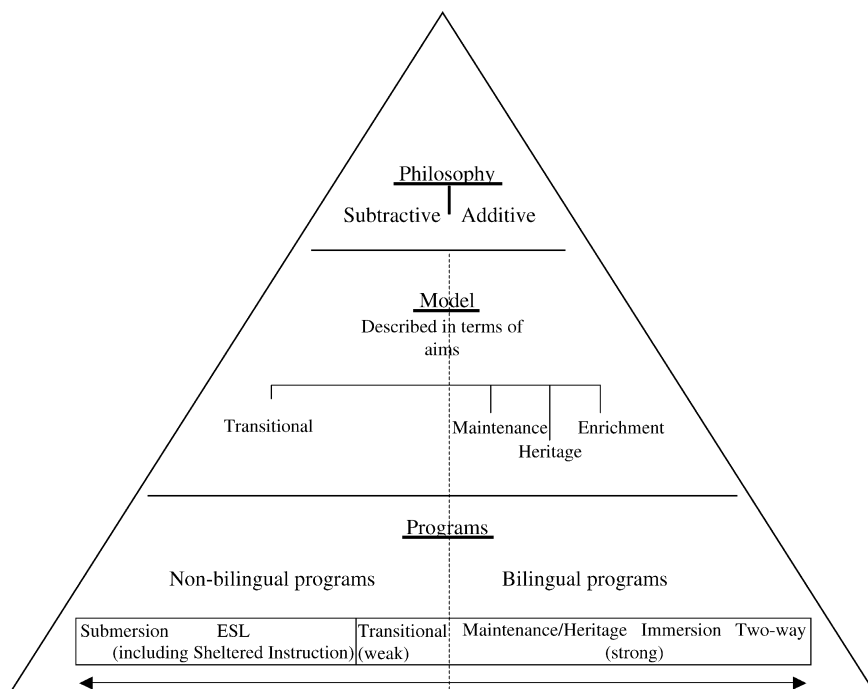 Philosophy
Subtractive Additive
Model
Described in terms of
aims
Transitional Maintenance Enrichment
Heritage
Programs
Non-bilingual programs Bilingual programs
Submersion ESL Transitional Maintenance/Heritage Immersion Two-way
(including Sheltered Instruction) (weak) (strong)